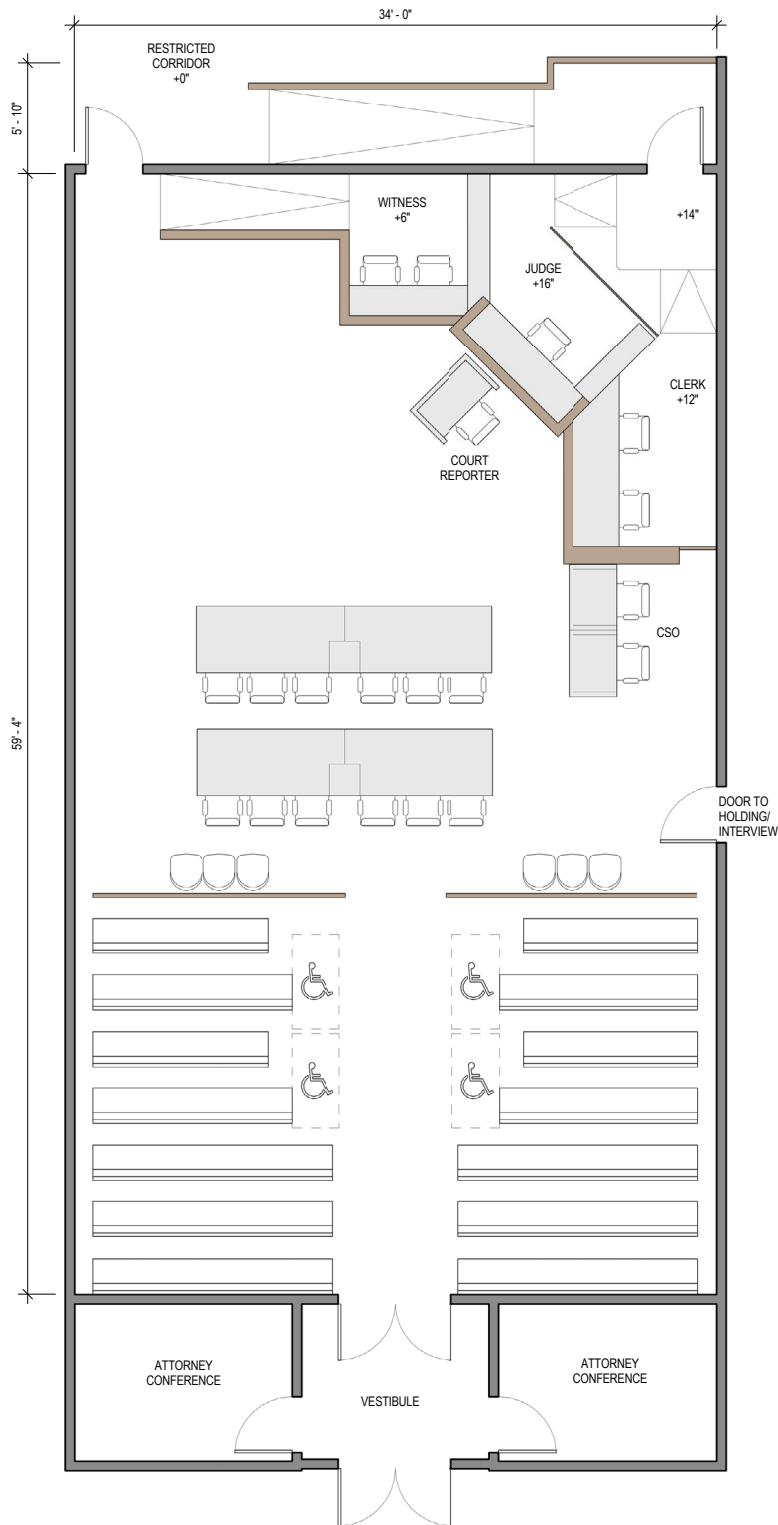 34' - 0"
RESTRICTED
CORRIDOR
+0"
5' - 10"
WITNESS
+6"
+14"
JUDGE
+16"
CLERK
+12"
COURT
REPORTER
CSO
59' - 4"
DOOR TO
HOLDING/
INTERVIEW
ATTORNEY
CONFERENCE
VESTIBULE
ATTORNEY
CONFERENCE